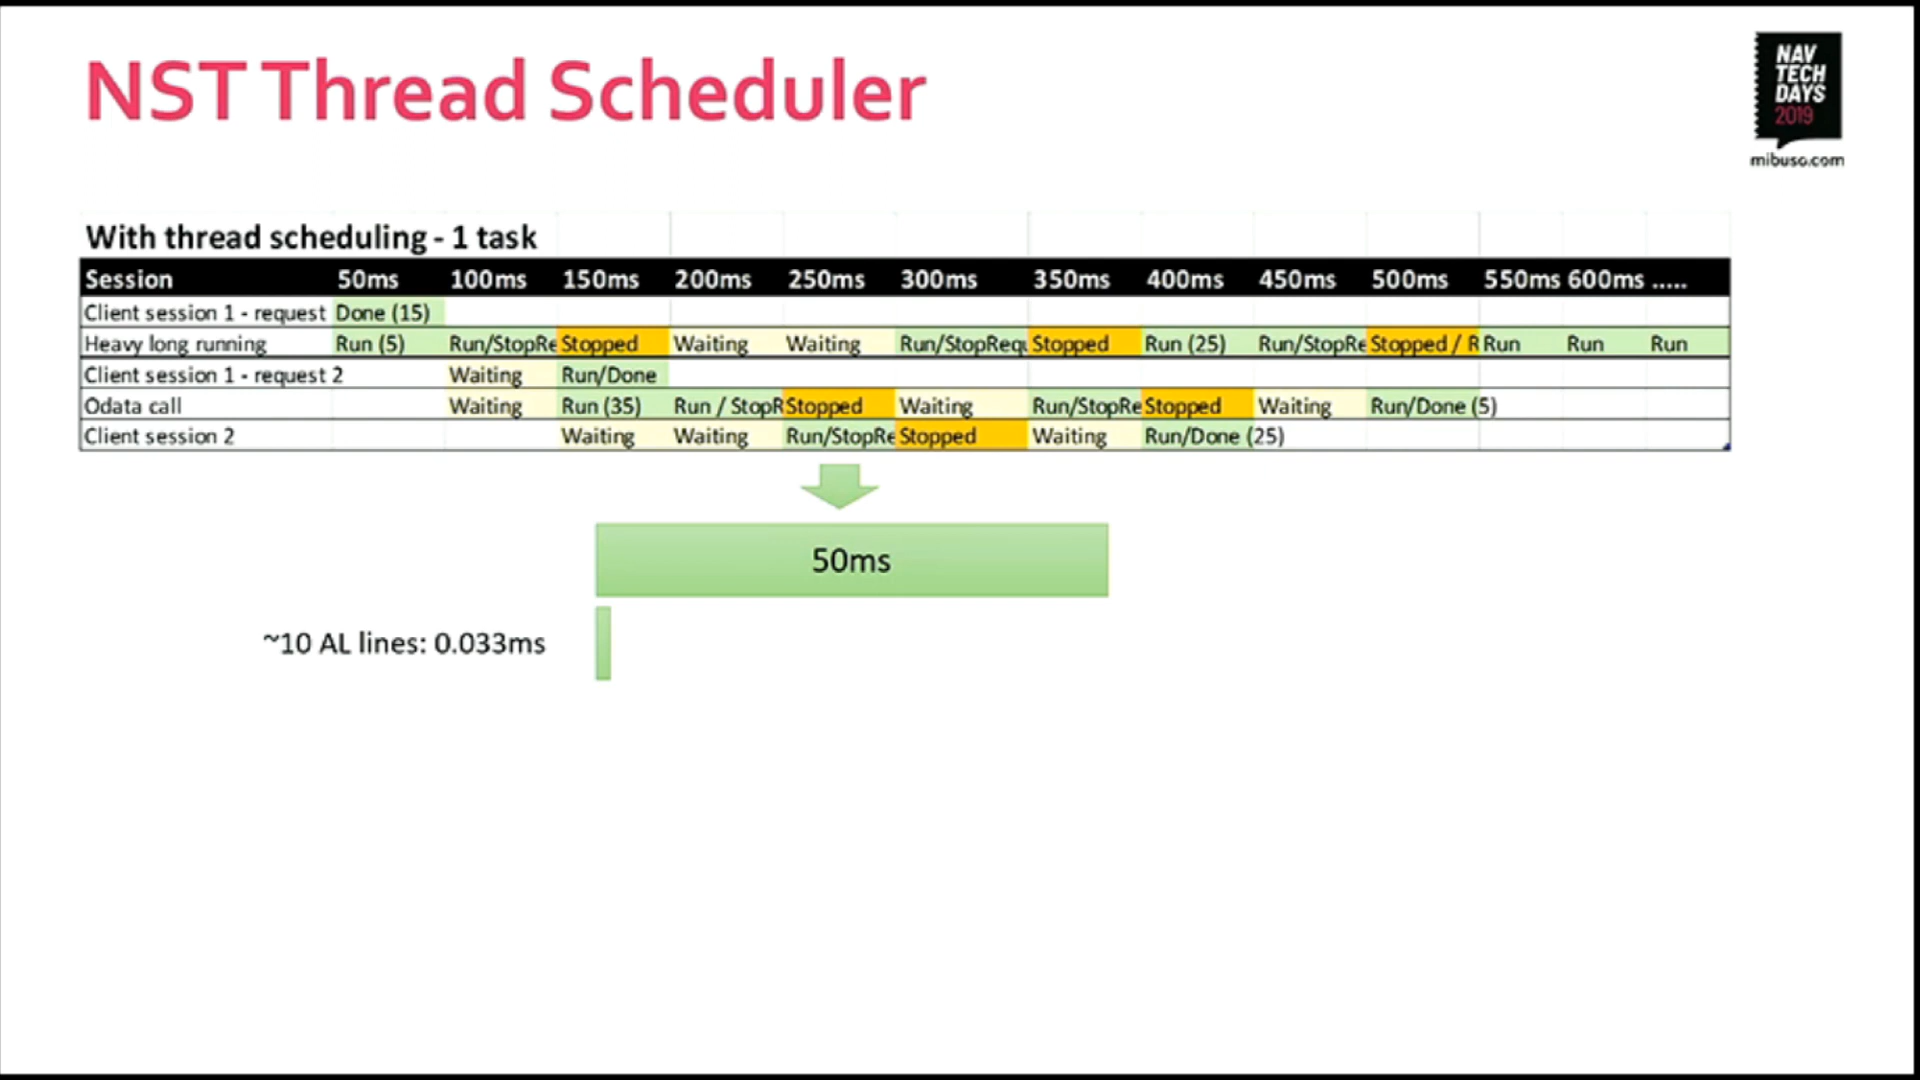 NST Thread Scheduler
NAV
TECH
DAYS
2019
mibuso.com
With thread scheduling - 1 task
Session 50ms 100ms 150ms 200ms 250ms 300ms 350ms 400ms 450ms 500ms 550ms 600ms .....
Client session 1 - request Done (15)
Heavy long running Run (5) Run/StopRe Stopped Waiting Waiting Run/StopRequ Stopped Run (25) Run/StopRe Stopped / R Run Run Run
Client session 1 - request 2 Waiting Run/Done
Odata call Waiting Run (35) Run / StopR Stopped Waiting Run/StopRe Stopped Waiting Run/Done (5)
Client session 2 Waiting Waiting Run/StopRe Stopped Waiting Run/Done (25)
50ms
~10 AL lines: 0.033ms